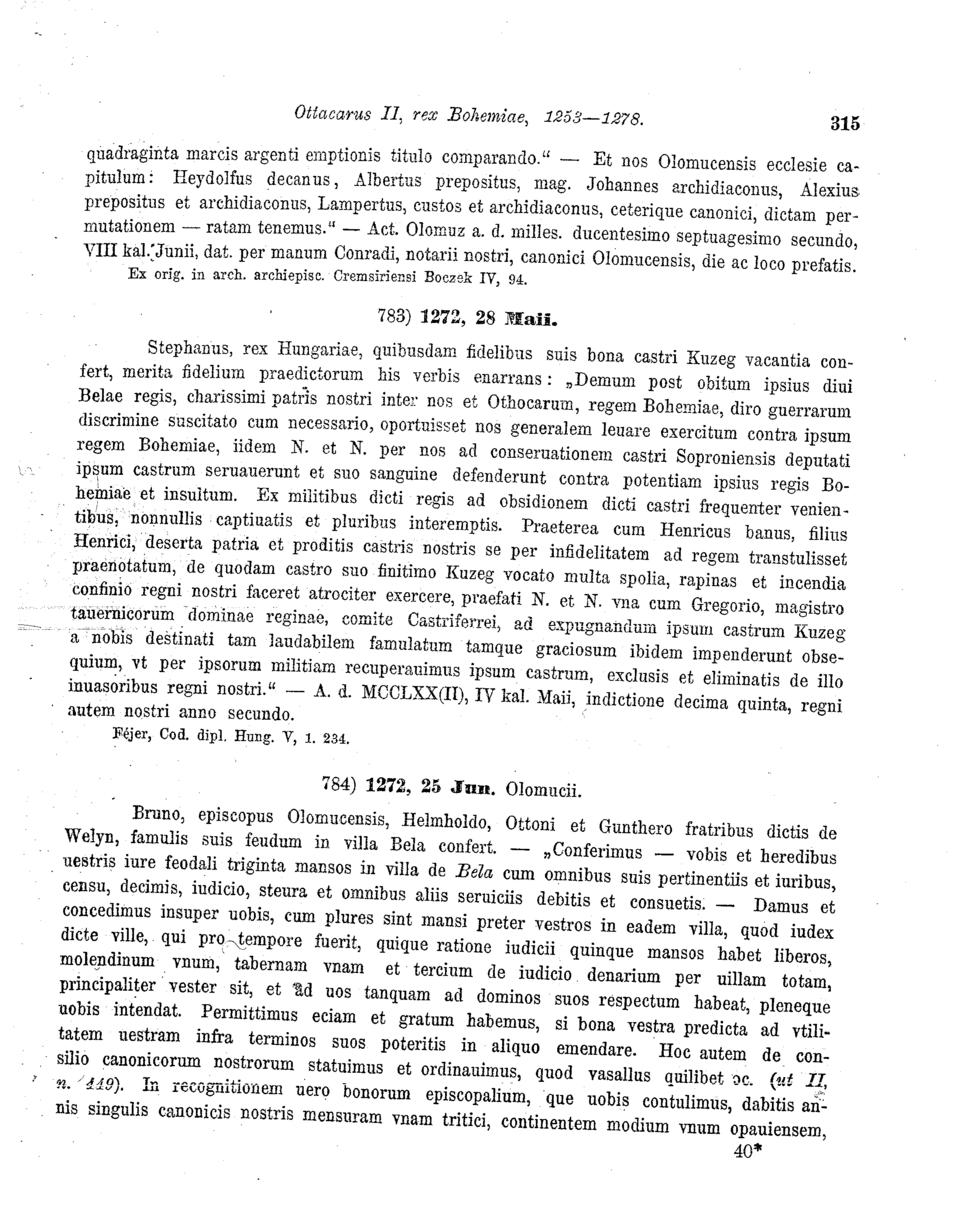 Ottacarus II, rex Bohemiae, 1253—1278.
315
quadraginta marcis argenti emptionis titulo comparando.“ — Et nos Olomucensis ecclesie ca-
pitulum: Heydolfus decanus, Albertus prepositus, mag. Johannes archidiaconus, Alexius
prepositus et archidiaconus, Lampertus, custos et archidiaconus, ceterique canonici, dictam per-
mutationem — ratam tenemus.“ — Act. Olomuz a. d. milles. ducentesimo septuagesimo secundo,
VIII kal. Junii, dat. per manum Conradi, notarii nostri, canonici Olomucensis, die ac loco prefatis.
Ex orig. in arch. archiepisc. Cremsiriensi Boczek IV, 94.
783) 1272, 28 Maii.
Stephanus, rex Hungariae, quibusdam fidelibus suis bona castri Kuzeg vacantia con-
fert, merita fidelium praedictorum his verbis enarrans: „Demum post obitum ipsius diui
Belae regis, charissimi patris nostri inter nos et Othocarum, regem Bohemiae, diro guerrarum
discrimine suscitato cum necessario, oportuisset nos generalem leuare exercitum contra ipsum
regem Bohemiae, iidem N. et N. per nos ad conseruationem castri Soproniensis deputati
ipsum castrum seruauerunt et suo sanguine defenderunt contra potentiam ipsius regis Bo-
hemiae et insultum. Ex militibus dicti regis ad obsidionem dicti castri frequenter venien-
tibus, nonnullis captiuatis et pluribus interemptis. Praeterea cum Henricus banus, filius
Henrici, deserta patria et proditis castris nostris se per infidelitatem ad regem transtulisset
praenotatum, de quodam castro suo finitimo Kuzeg vocato multa spolia, rapinas et incendia
confinio regni nostri faceret atrociter exercere, praefati N. et N. vna cum Gregorio, magistro
tauernicorum dominae reginae, comite Castriferrei, ad expugnandum ipsum castrum Kuzeg
a nobis destinati tam laudabilem famulatum tamque graciosum ibidem impenderunt obse-
quium, vt per ipsorum militiam recuperauimus ipsum castrum, exclusis et eliminatis de illo
inuasoribus regni nostri.“ — A. d. MCCLXX(II), IV kal. Maii, indictione decima quinta, regni
autem nostri anno secundo.
Féjer, Cod. dipl. Hung. V, 1. 234.
784) 1272, 25 Jun. Olomucii.
Bruno, episcopus Olomucensis, Helmholdo, Ottoni et Gunthero fratribus dictis de
Welyn, famulis suis feudum in villa Bela confert. — „Conferimus — vobis et heredibus
uestris iure feodali triginta mansos in villa de Bela cum omnibus suis pertinentiis et iuribus,
censu, decimis, iudicio, steura et omnibus aliis seruiciis debitis et consuetis. — Damus et
concedimus insuper uobis, cum plures sint mansi preter vestros in eadem villa, quod iudex
dicte ville, qui pro tempore fuerit, quique ratione iudicii quinque mansos habet liberos,
molendinum vnum, tabernam vnam et tercium de iudicio denarium per uillam totam,
principaliter vester sit, et ad uos tanquam ad dominos suos respectum habeat, pleneque
uobis intendat. Permittimus eciam et gratum habemus, si bona vestra predicta ad vtili-
tatem uestram infra terminos suos poteritis in aliquo emendare. Hoc autem de con-
silio canonicorum nostrorum statuimus et ordinauimus, quod vasallus quilibet ɔc. (ut II,
n. 449). In recognitionem uero bonorum episcopalium, que uobis contulimus, dabitis an-
nis singulis canonicis nostris mensuram vnam tritici, continentem modium vnum opauiensem,
40*